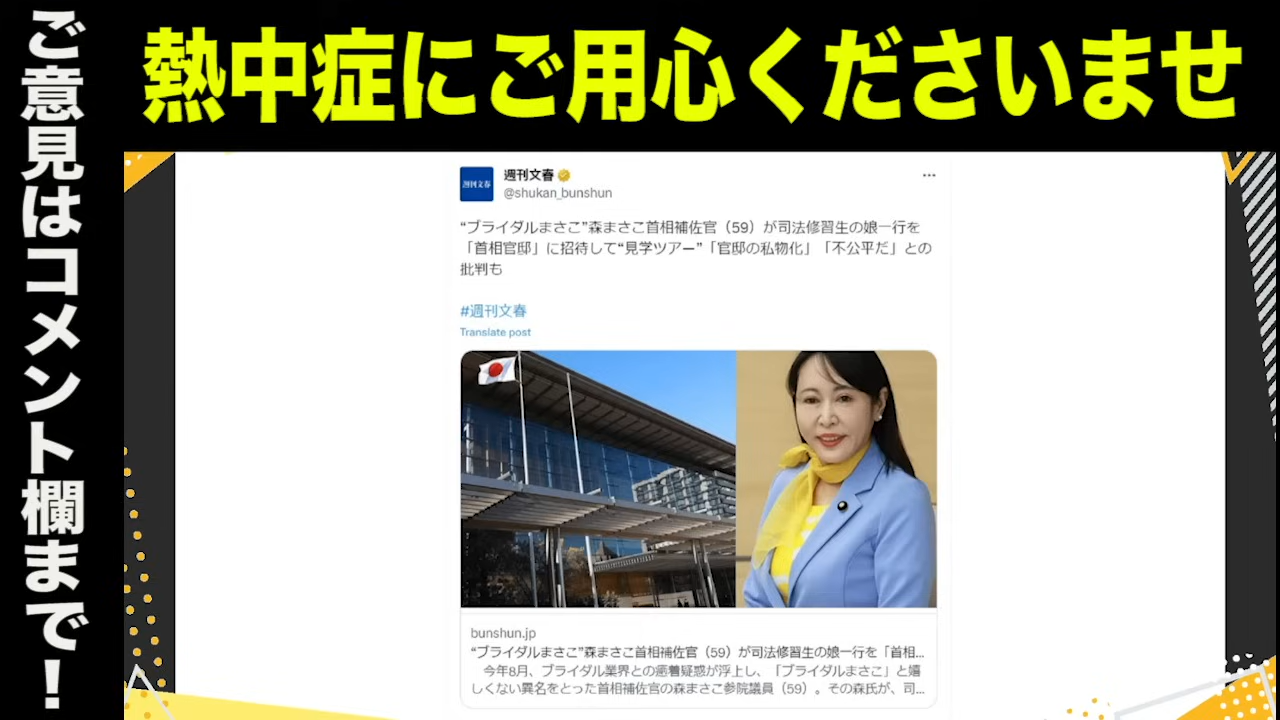 ご意見はコメント欄まで！
熱中症にご用心くださいませ
週刊文春
週刊文春
@shukan_bunshun
“ブライダルまさこ”森まさこ首相補佐官（59）が司法修習生の娘一行を
「首相官邸」に招待して“見学ツアー”「官邸の私物化」「不公平だ」との
批判も
#週刊文春
Translate post
bunshun.jp
“ブライダルまさこ”森まさこ首相補佐官（59）が司法修習生の娘一行を「首相...
今年8月、ブライダル業界との癒着疑惑が浮上し、「ブライダルまさこ」と嬉
しくない異名をとった首相補佐官の森まさこ参院議員（59）。その森氏が、司...